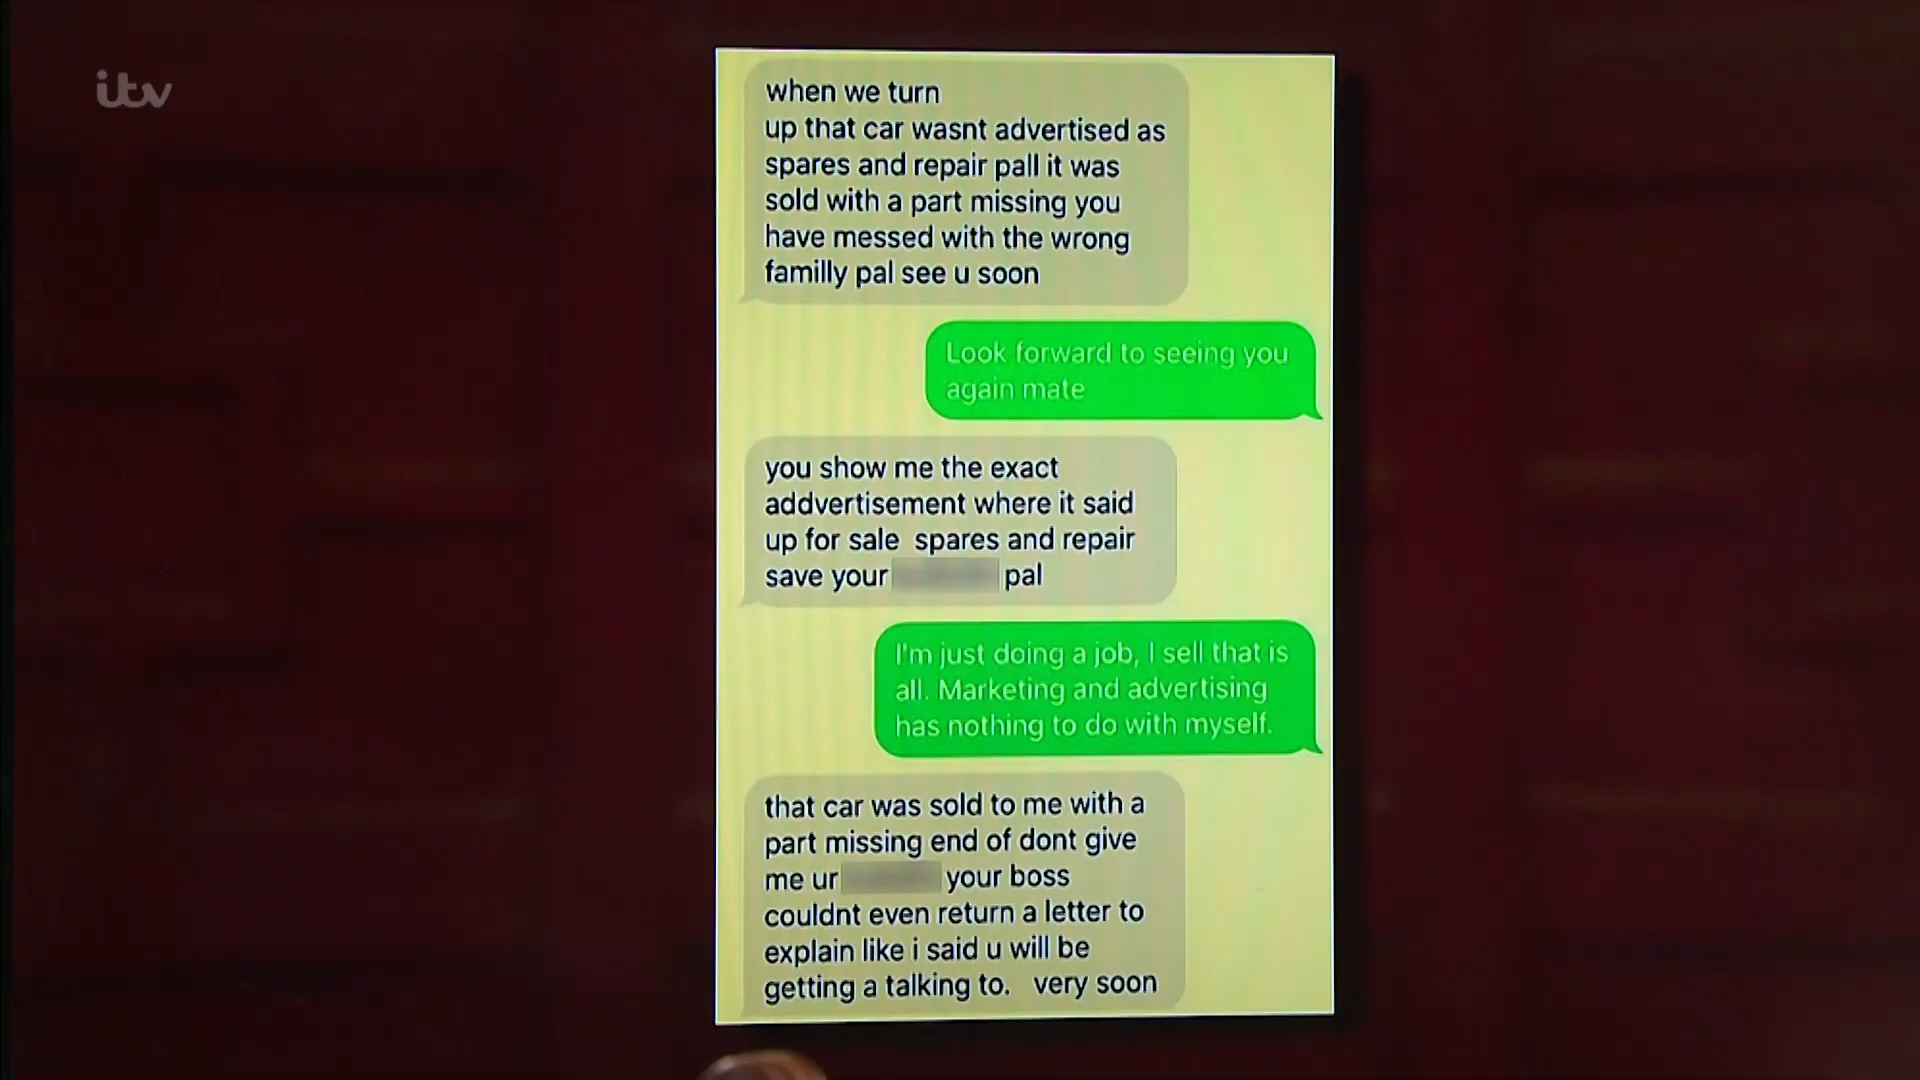 itv
when we turn
up that car wasnt advertised as
spares and repair pall it was
sold with a part missing you
have messed with the wrong
familly pal see u soon
Look forward to seeing you
again mate
you show me the exact
addvertisement where it said
up for sale spares and repair
save your pal
I'm just doing a job, I sell that is
all. Marketing and advertising
has nothing to do with myself.
that car was sold to me with a
part missing end of dont give
me ur your boss
couldnt even return a letter to
explain like i said u will be
getting a talking to. very soon